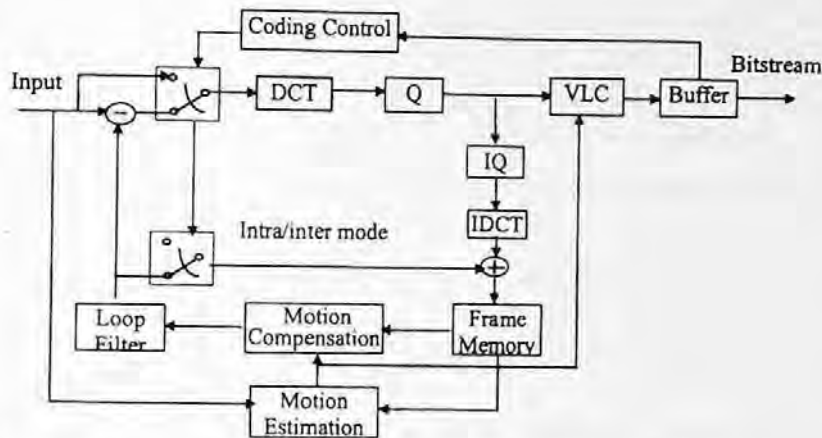 Coding Control
Input
Bitstream
DCT
Q
VLC
Buffer
IQ
Intra/inter mode
IDCT
Loop
Filter
Motion
Compensation
Frame
Memory
Motion
Estimation